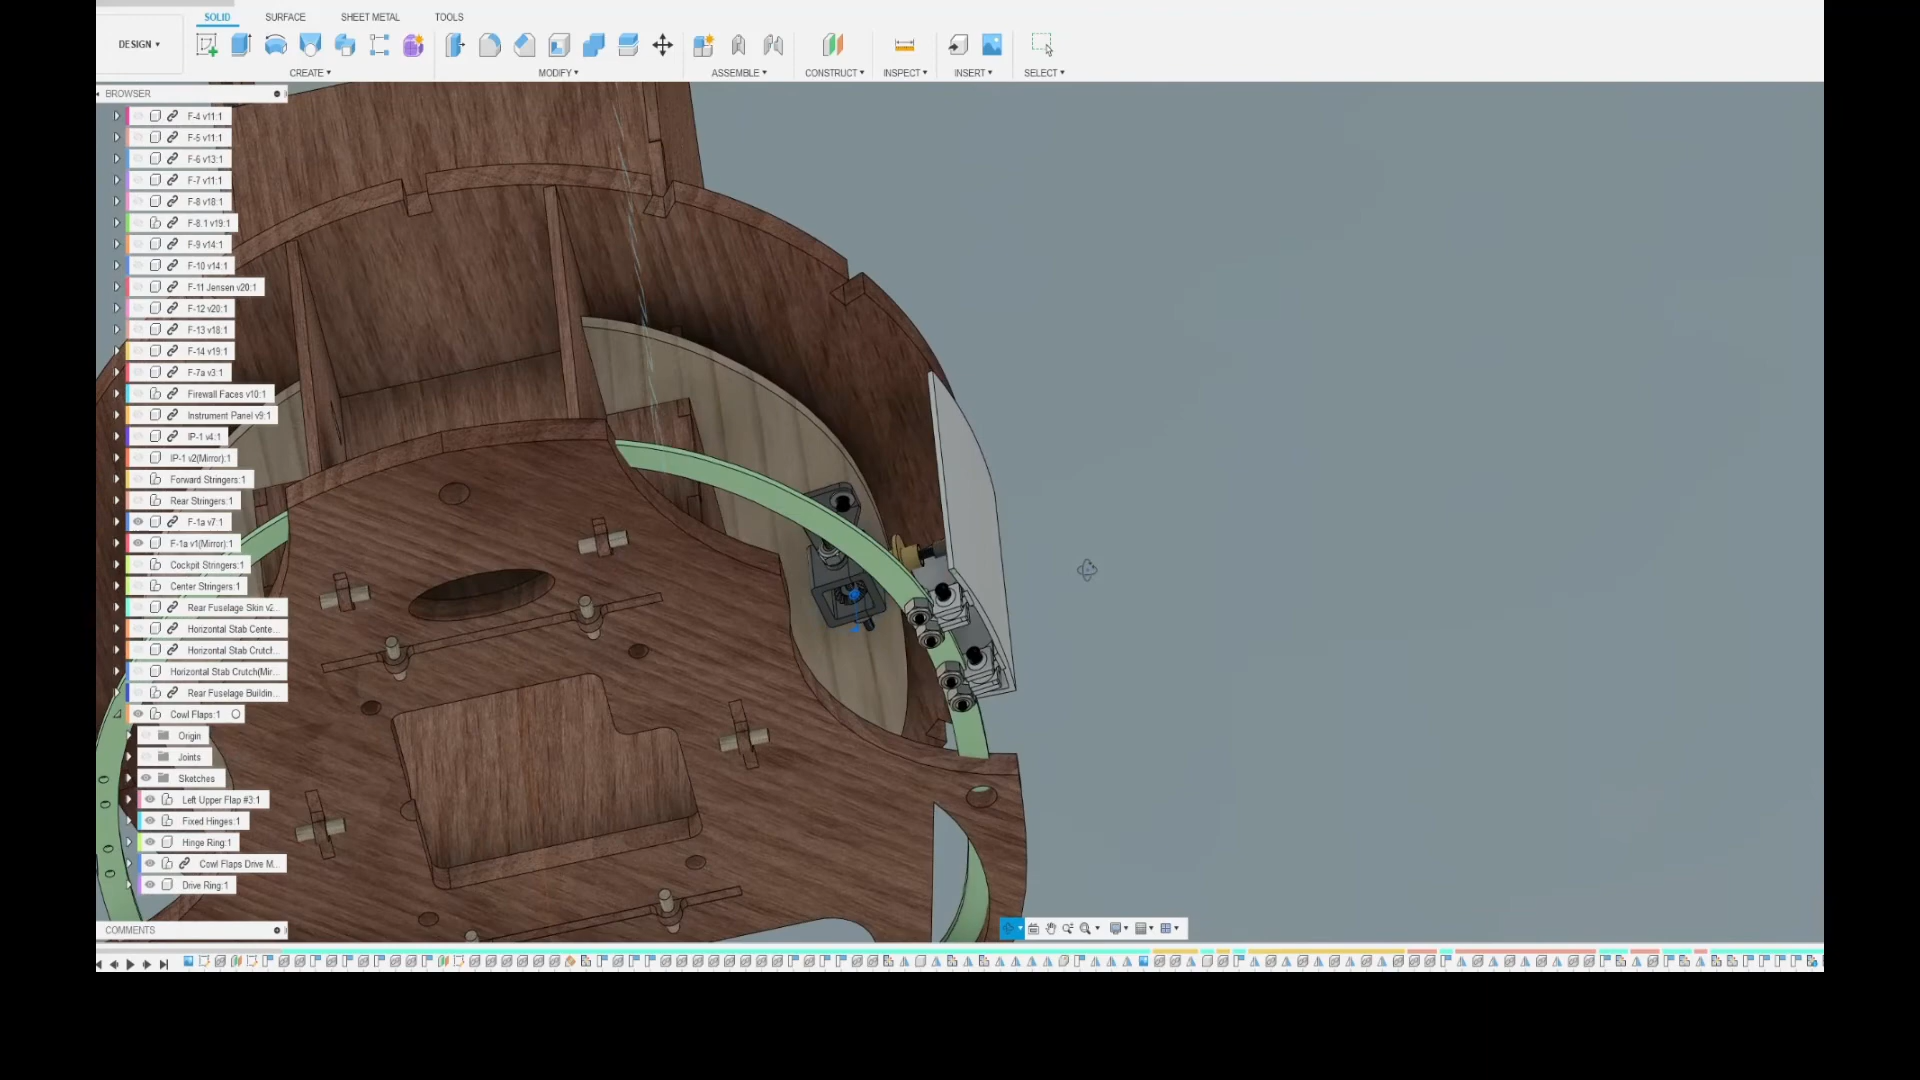 SOLID SURFACE SHEET METAL TOOLS
DESIGN
CREATE MODIFY ASSEMBLE CONSTRUCT INSPECT INSERT SELECT
BROWSER
F-4 v11:1
F-5 v11:1
F-6 v13:1
F-7 v11:1
F-8 v18:1
F-8.1 v19:1
F-9 v14:1
F-10 v14:1
F-11 Jensen v20:1
F-12 v20:1
F-13 v18:1
F-14 v19:1
F-7a v3:1
Firewall Faces v10:1
Instrument Panel v9:1
IP-1 v4:1
IP-1 v2(Mirror):1
Forward Stringers:1
Rear Stringers:1
F-1a v7:1
F-1a v1(Mirror):1
Cockpit Stringers:1
Center Stringers:1
Rear Fuselage Skin v2...
Horizontal Stab Cente...
Horizontal Stab Crutch...
Horizontal Stab Crutch(Mir...
Rear Fuselage Buildin...
Cowl Flaps:1
Origin
Joints
Sketches
Left Upper Flap #3:1
Fixed Hinges:1
Hinge Ring:1
Cowl Flaps Drive M...
Drive Ring:1
COMMENTS